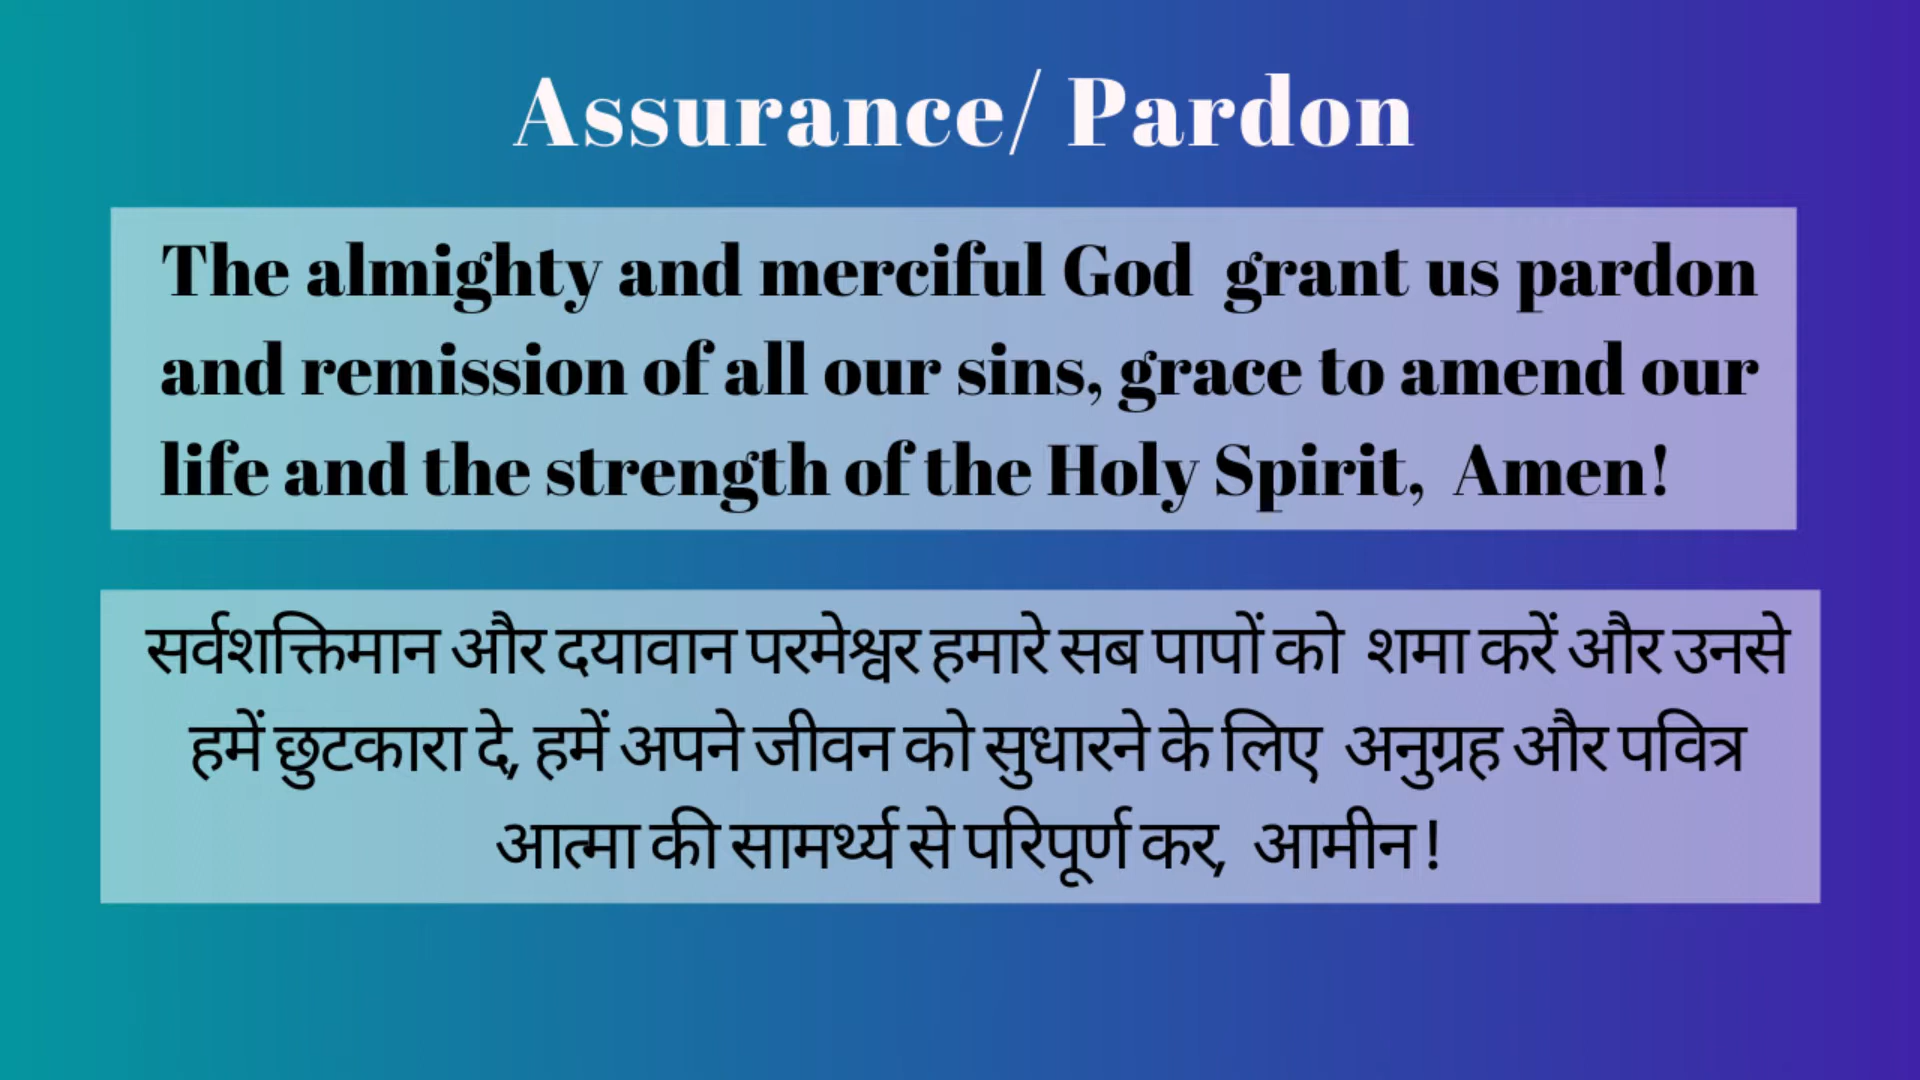 Assurance/ Pardon
The almighty and merciful God grant us pardon
and remission of all our sins, grace to amend our
life and the strength of the Holy Spirit, Amen!
सर्वशक्तिमान और दयावान परमेश्वर हमारे सब पापों को शमा करें और उनसे
हमें छुटकारा दे, हमें अपने जीवन को सुधारने के लिए अनुग्रह और पवित्र
आत्मा की सामर्थ्य से परिपूर्ण कर, आमीन!